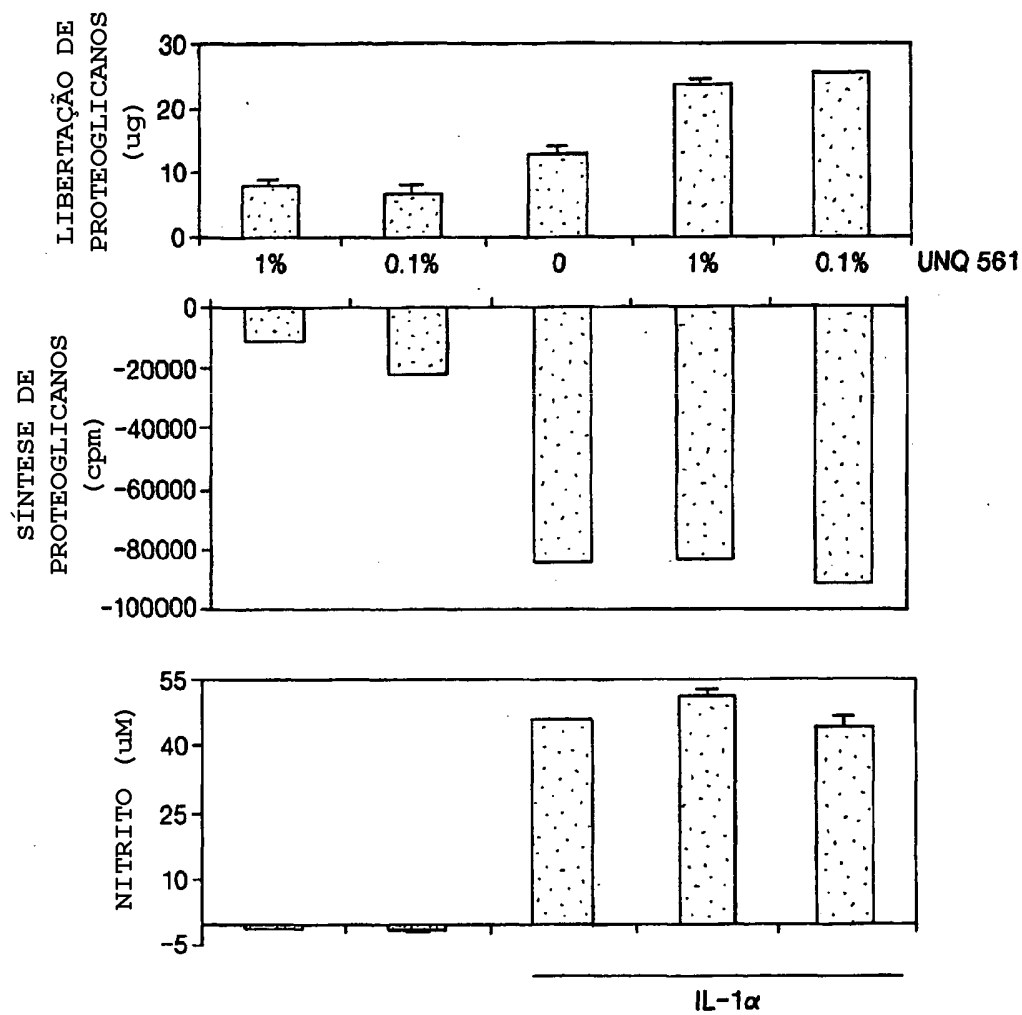 LIBERTAÇÃO DE
PROTEOGLICANOS
(ug)
30
20
10
0
1%
0.1%
0
1%
0.1%
UNQ 561
SÍNTESE DE
PROTEOGLICANOS
(cpm)
0
-20000
-40000
-60000
-80000
-100000
NITRITO (uM)
55
40
25
10
-5
IL-1α